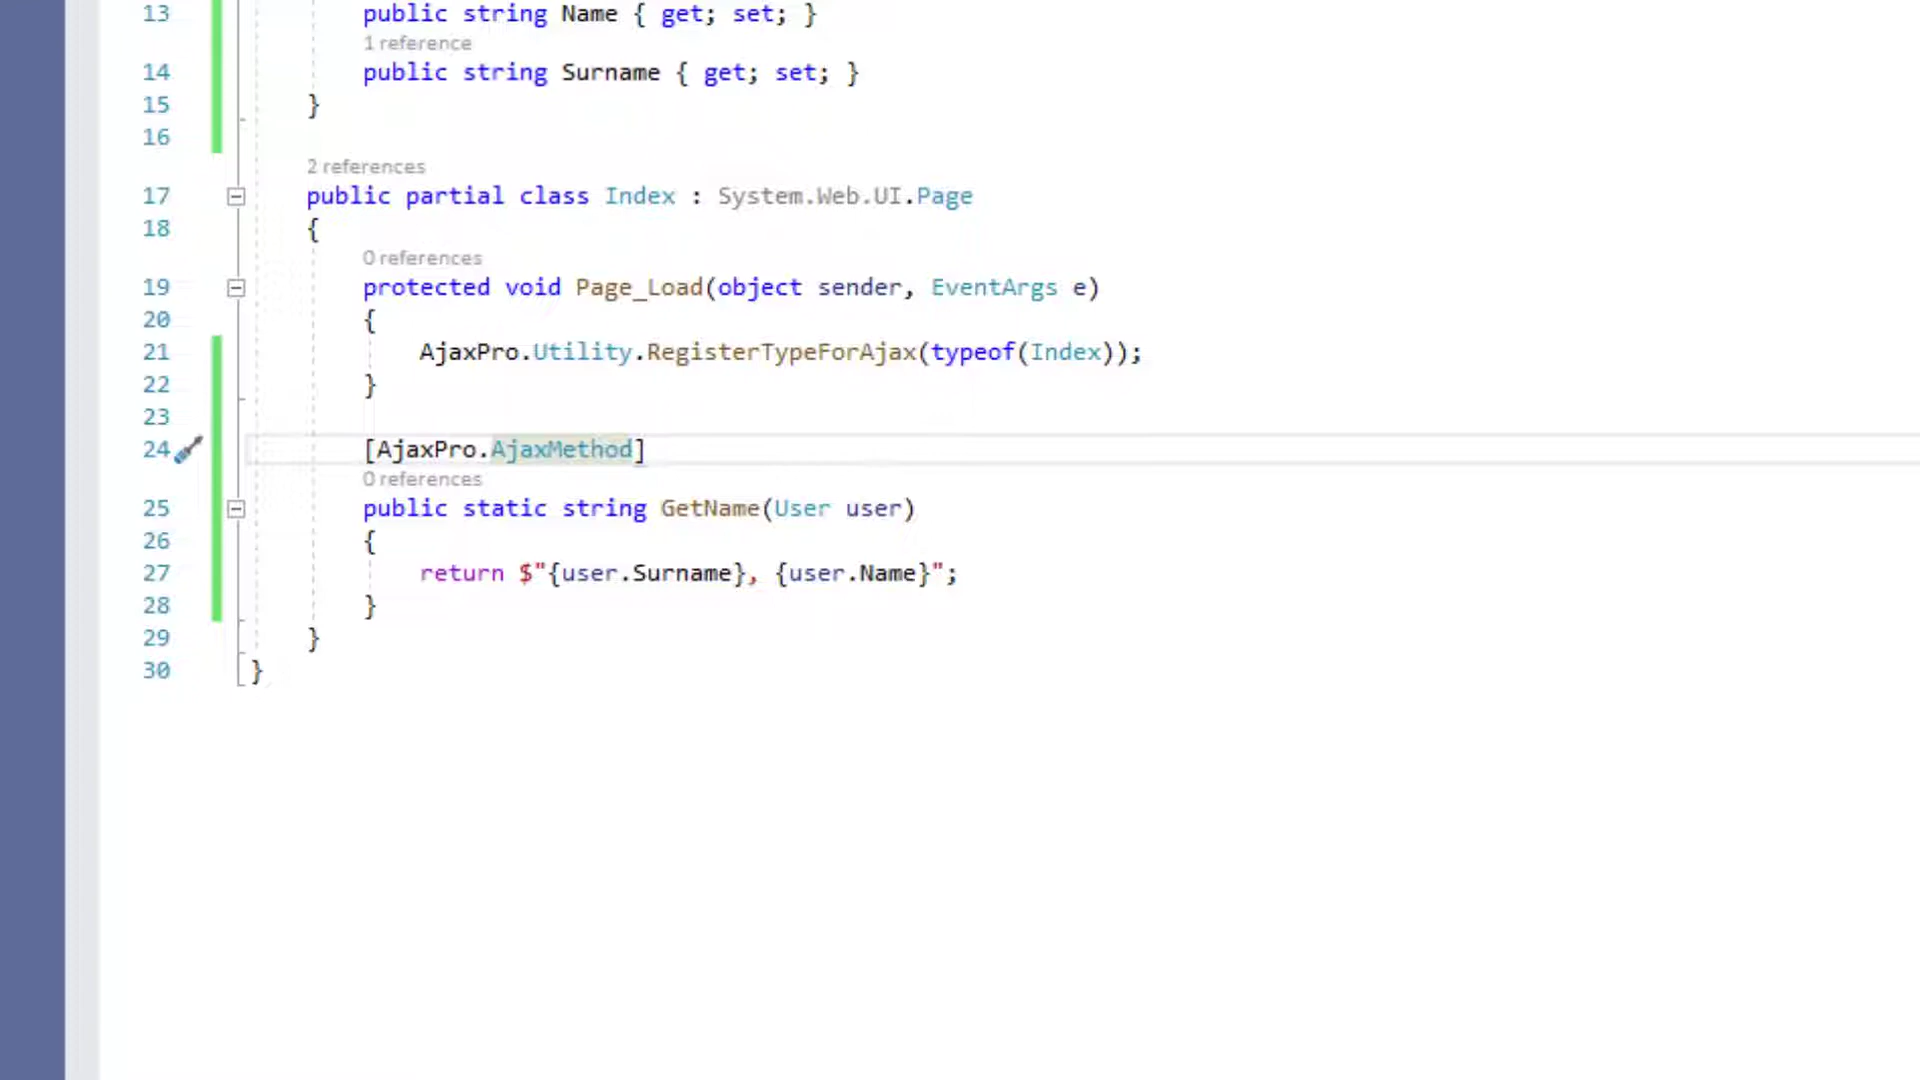 13 public string Name { get; set; }
1 reference
14 public string Surname { get; set; }
15 }
16
2 references
17 public partial class Index : System.Web.UI.Page
18 {
0 references
19 protected void Page_Load(object sender, EventArgs e)
20 {
21 AjaxPro.Utility.RegisterTypeForAjax(typeof(Index));
22 }
23
24 [AjaxPro.AjaxMethod]
0 references
25 public static string GetName(User user)
26 {
27 return $"{user.Surname}, {user.Name}";
28 }
29 }
30 }